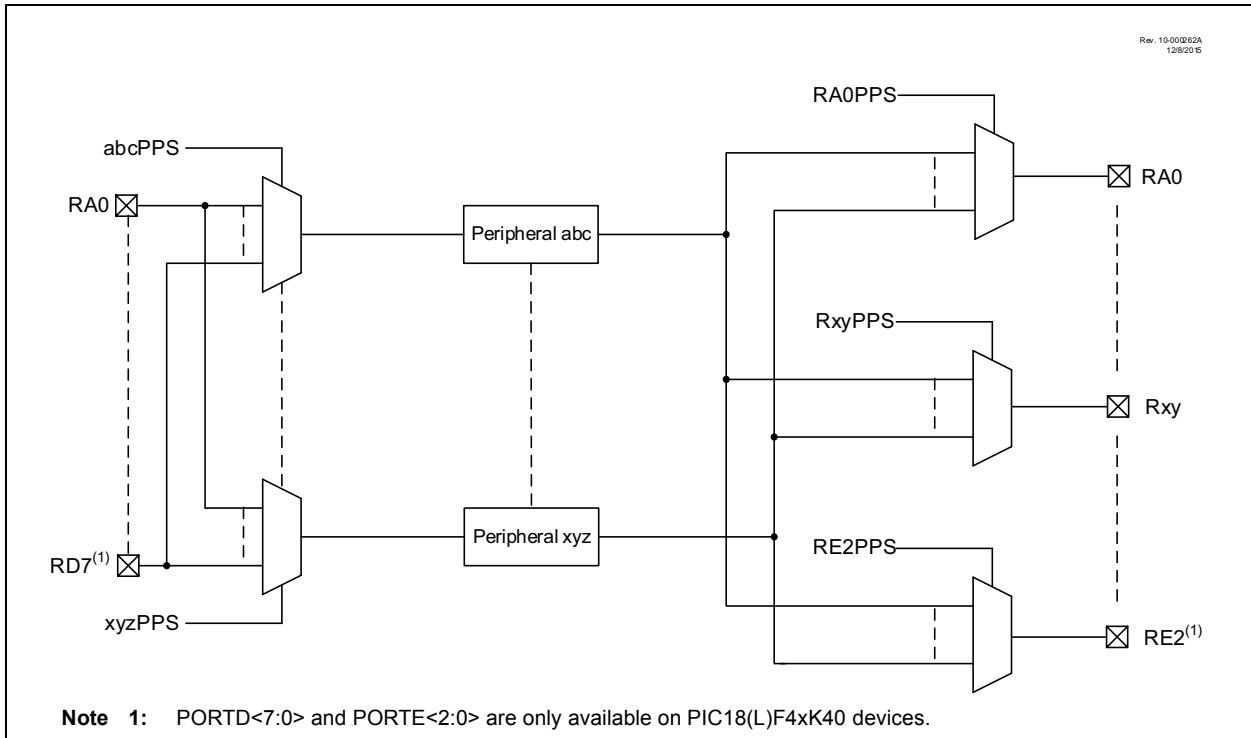 Rev. 10-000262A
12/8/2015
RA0PPS
abcPPS
RA0
RA0
Peripheral abc
RxyPPS
Rxy
Peripheral xyz
RE2PPS
RD7(1)
xyzPPS
RE2(1)
Note 1: PORTD<7:0> and PORTE<2:0> are only available on PIC18(L)F4xK40 devices.